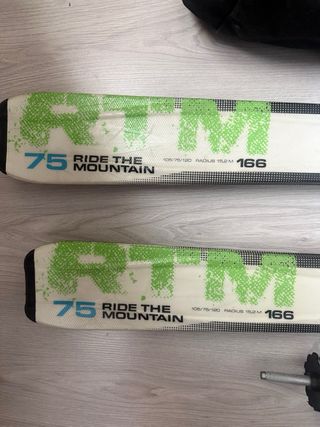 RTM
75 RIDE THE
MOUNTAIN 105/75/120 RADIUS 15,2 M 166
RTM
75 RIDE THE
MOUNTAIN 105/75/120 RADIUS 15,2 M 166